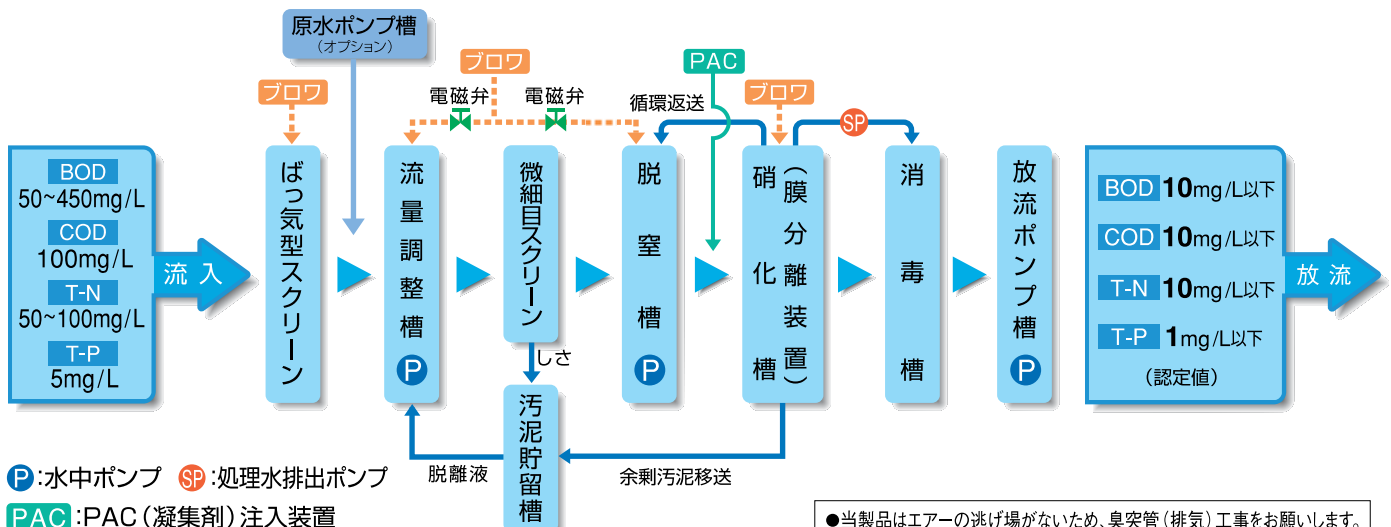 原水ポンプ槽
(オプション)
ブロワ
ブロワ
PAC
ブロワ
電磁弁
電磁弁
循環返送
SP
BOD
50~450mg/L
COD
100mg/L
T-N
50~100mg/L
T-P
5mg/L
流入
ばっ気型スクリーン
流量調整槽
P
微細目スクリーン
しさ
脱窒槽
P
硝化槽
(膜分離装置)
消毒槽
放流ポンプ槽
P
BOD 10mg/L以下
COD 10mg/L以下
T-N 10mg/L以下
T-P 1mg/L以下
(認定値)
放流
汚泥貯留槽
脱離液
余剰汚泥移送
P:水中ポンプ SP:処理水排出ポンプ
PAC:PAC(凝集剤)注入装置
●当製品はエアーの逃げ場がないため、臭突管(排気)工事をお願いします。